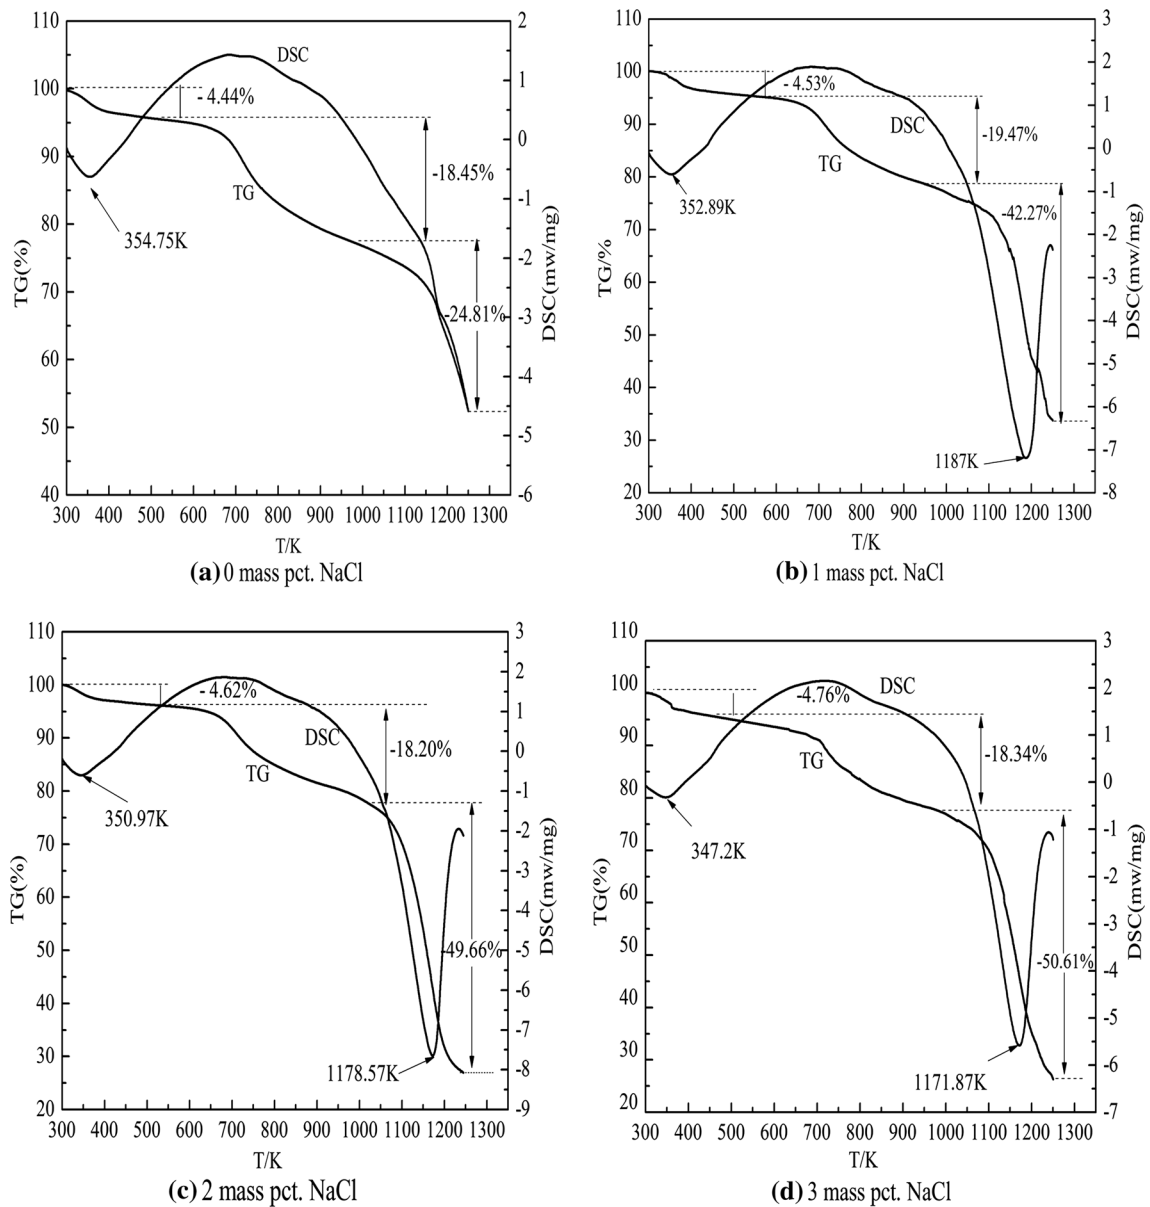 110
100
90
80
70
60
50
40
TG(%)
2
1
0
-1
-2
-3
-4
-5
-6
DSC(mw/mg)
DSC
- 4.44%
-18.45%
TG
354.75K
-24.81%
300 400 500 600 700 800 900 1000 1100 1200 1300
T/K
(a) 0 mass pct. NaCl
110
100
90
80
70
60
50
40
30
20
TG/%
3
2
1
0
-1
-2
-3
-4
-5
-6
-7
-8
DSC(mw/mg)
- 4.53%
DSC
-19.47%
TG
352.89K
-42.27%
1187K
300 400 500 600 700 800 900 1000 1100 1200 1300
T/K
(b) 1 mass pct. NaCl
110
100
90
80
70
60
50
40
30
20
TG(%)
3
2
1
0
-1
-2
-3
-4
-5
-6
-7
-8
-9
DSC(mw/mg)
- 4.62%
DSC
-18.20%
TG
350.97K
-49.66%
1178.57K
300 400 500 600 700 800 900 1000 1100 1200 1300
T/K
(c) 2 mass pct. NaCl
110
100
90
80
70
60
50
40
30
20
TG(%)
3
2
1
0
-1
-2
-3
-4
-5
-6
-7
DSC(mw/mg)
DSC
-4.76%
TG
-18.34%
347.2K
-50.61%
1171.87K
300 400 500 600 700 800 900 1000 1100 1200 1300
T/K
(d) 3 mass pct. NaCl